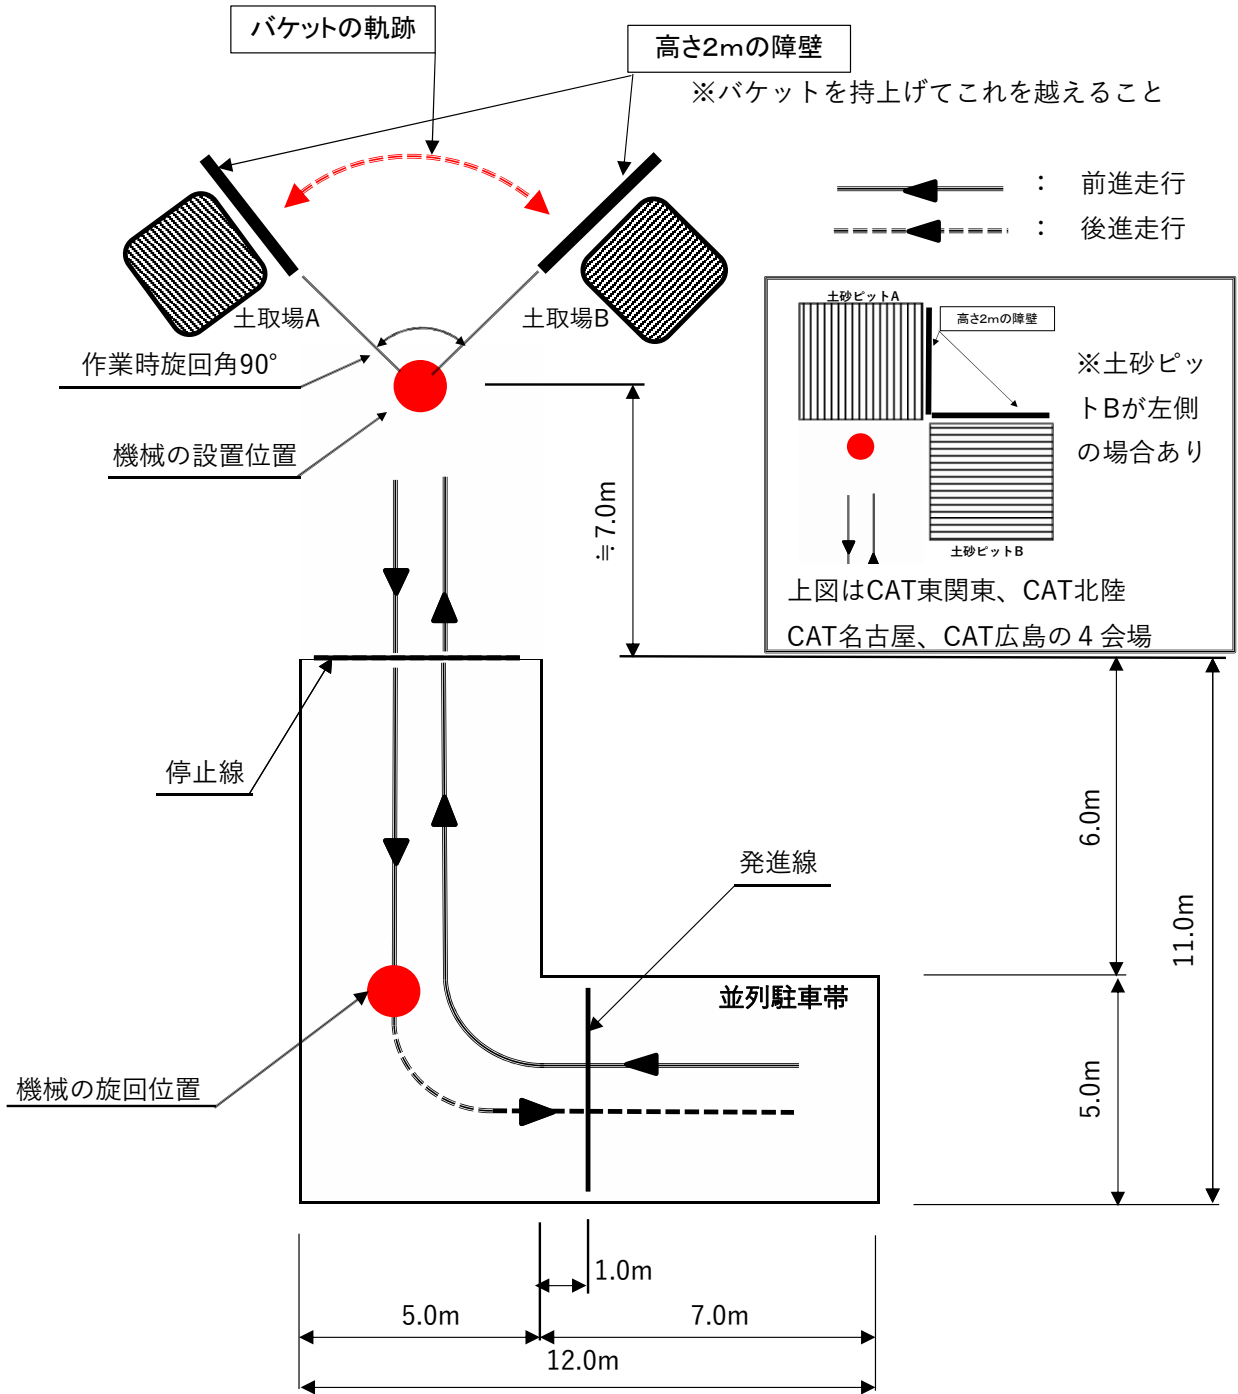 バケットの軌跡
高さ2mの障壁
※バケットを持上げてこれを越えること
： 前進走行
： 後進走行
土取場A
土取場B
作業時旋回角90°
機械の設置位置
≒7.0m
土砂ピットA
高さ2mの障壁
※土砂ピッ
トBが左側
の場合あり
土砂ピットB
上図はCAT東関東、CAT北陸
CAT名古屋、CAT広島の４会場
停止線
発進線
6.0m
11.0m
並列駐車帯
機械の旋回位置
5.0m
1.0m
5.0m
7.0m
12.0m